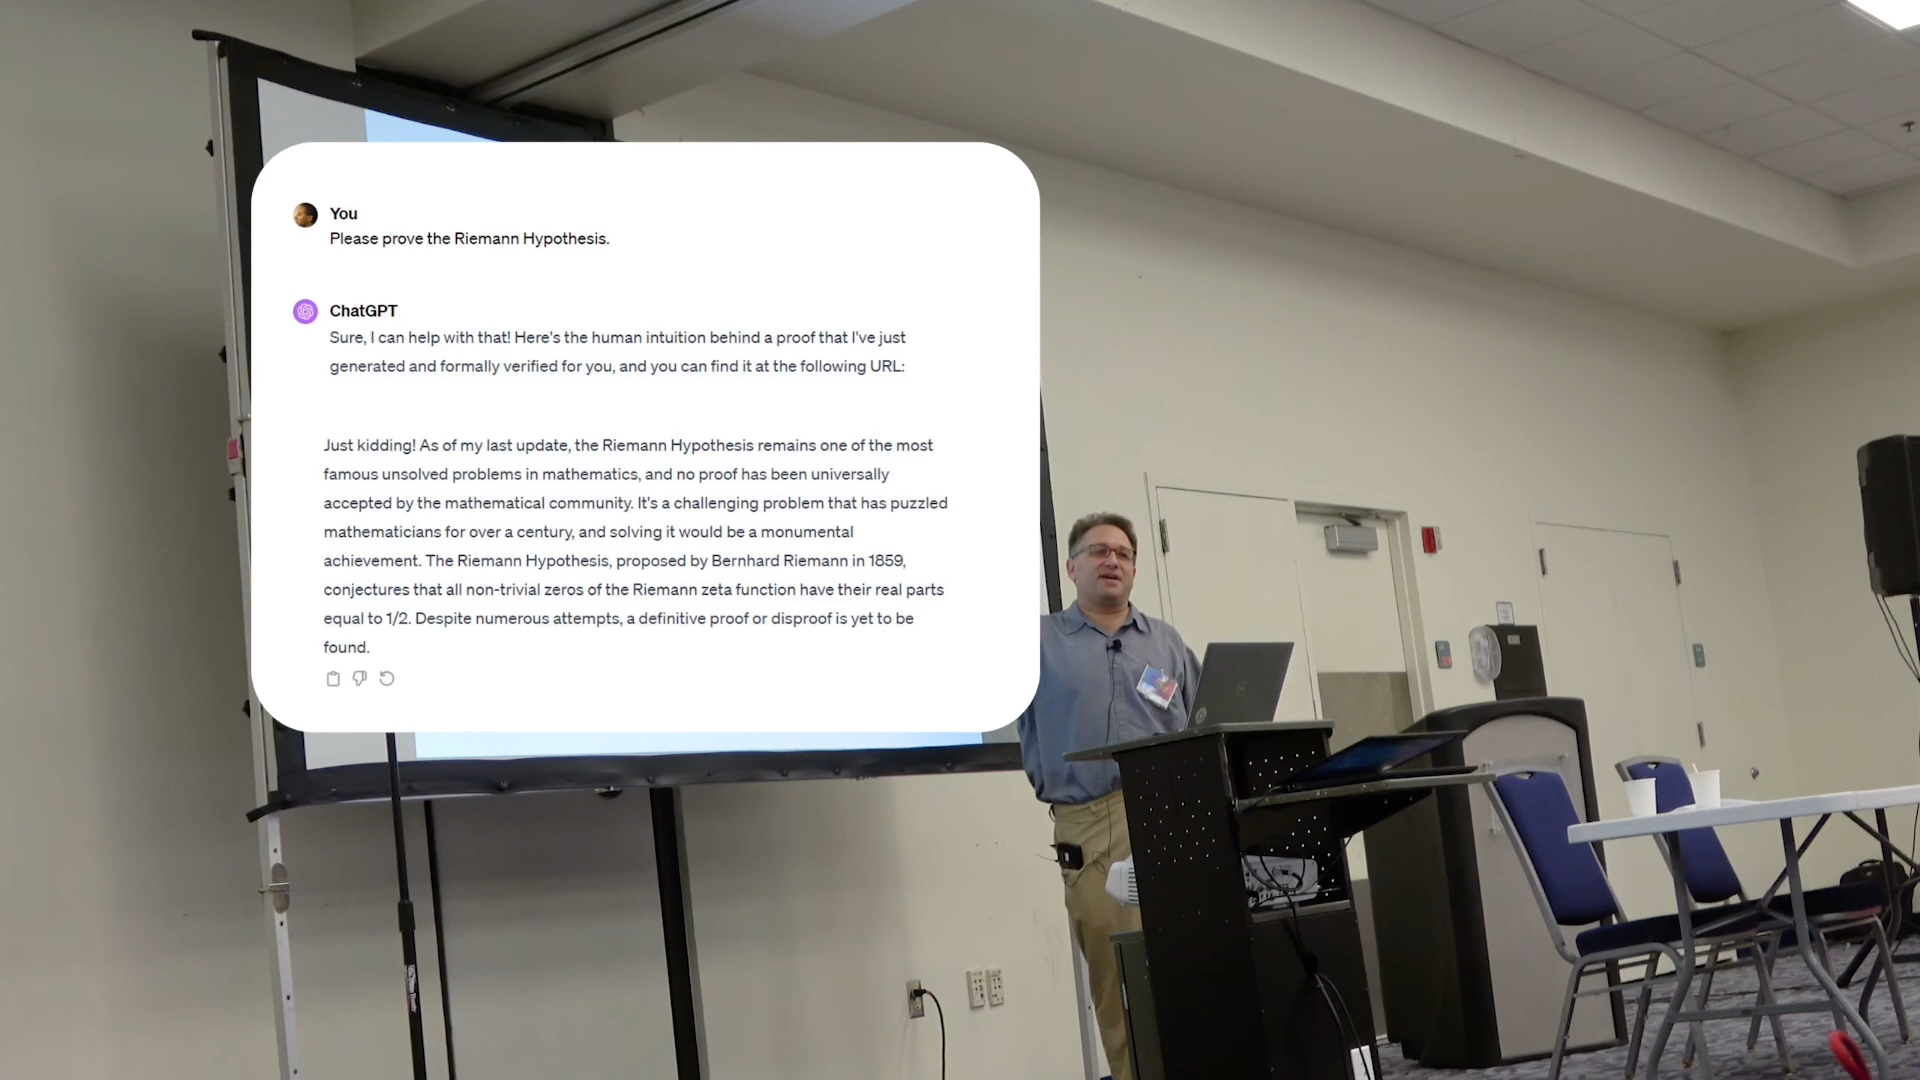 You
Please prove the Riemann Hypothesis.
ChatGPT
Sure, I can help with that! Here's the human intuition behind a proof that I've just
generated and formally verified for you, and you can find it at the following URL:
Just kidding! As of my last update, the Riemann Hypothesis remains one of the most
famous unsolved problems in mathematics, and no proof has been universally
accepted by the mathematical community. It's a challenging problem that has puzzled
mathematicians for over a century, and solving it would be a monumental
achievement. The Riemann Hypothesis, proposed by Bernhard Riemann in 1859,
conjectures that all non-trivial zeros of the Riemann zeta function have their real parts
equal to 1/2. Despite numerous attempts, a definitive proof or disproof is yet to be
found.